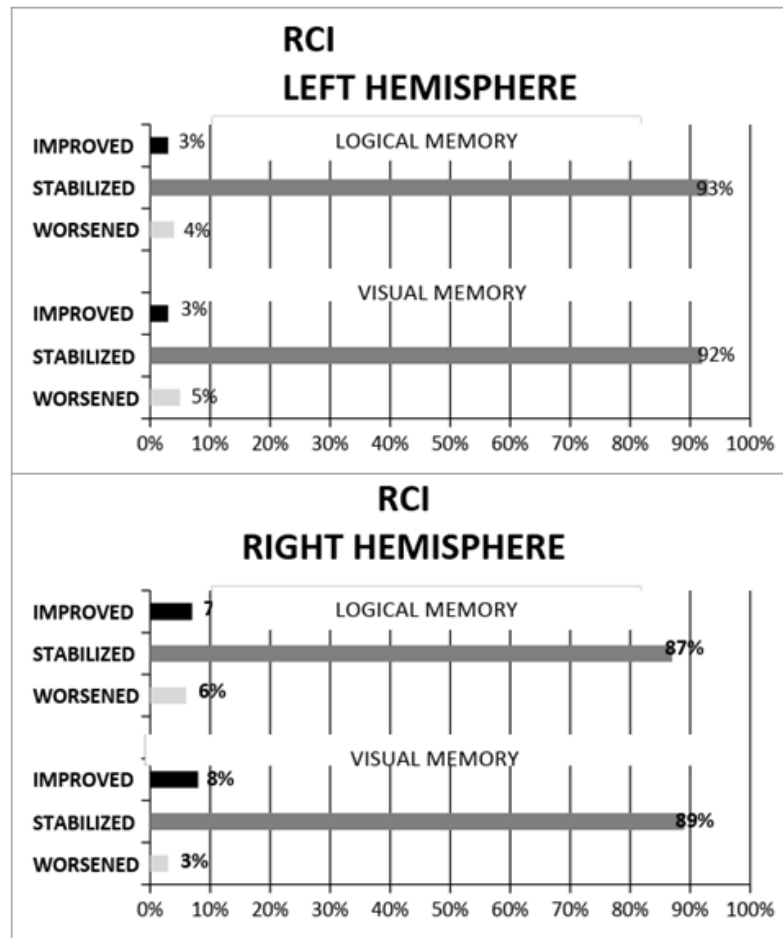 RCI
LEFT HEMISPHERE
LOGICAL MEMORY
IMPROVED 3%
STABILIZED 93%
WORSENED 4%
VISUAL MEMORY
IMPROVED 3%
STABILIZED 92%
WORSENED 5%
0% 10% 20% 30% 40% 50% 60% 70% 80% 90% 100%
RCI
RIGHT HEMISPHERE
IMPROVED 7 LOGICAL MEMORY
STABILIZED 87%
WORSENED 6%
VISUAL MEMORY
IMPROVED 8%
STABILIZED 89%
WORSENED 3%
0% 10% 20% 30% 40% 50% 60% 70% 80% 90% 100%